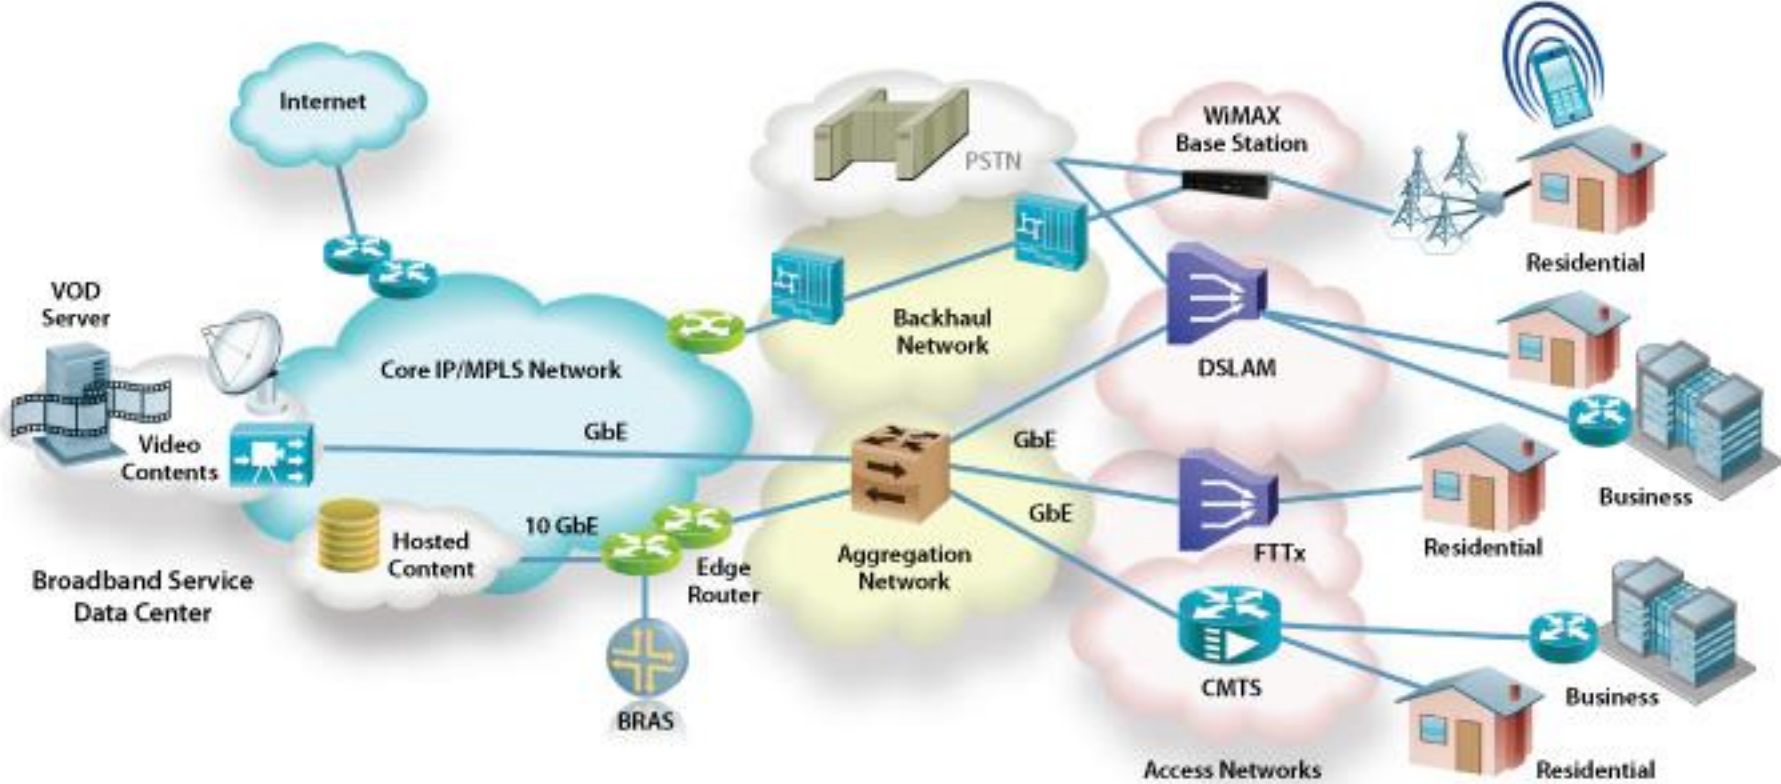 Internet
VOD
Server
Video
Contents
Core IP/MPLS Network
GbE
Hosted
Content
10 GbE
Edge
Router
Broadband Service
Data Center
BRAS
PSTN
Backhaul
Network
Aggregation
Network
GbE
GbE
WiMAX
Base Station
DSLAM
FTTx
CMTS
Access Networks
Residential
Business
Residential
Business
Residential